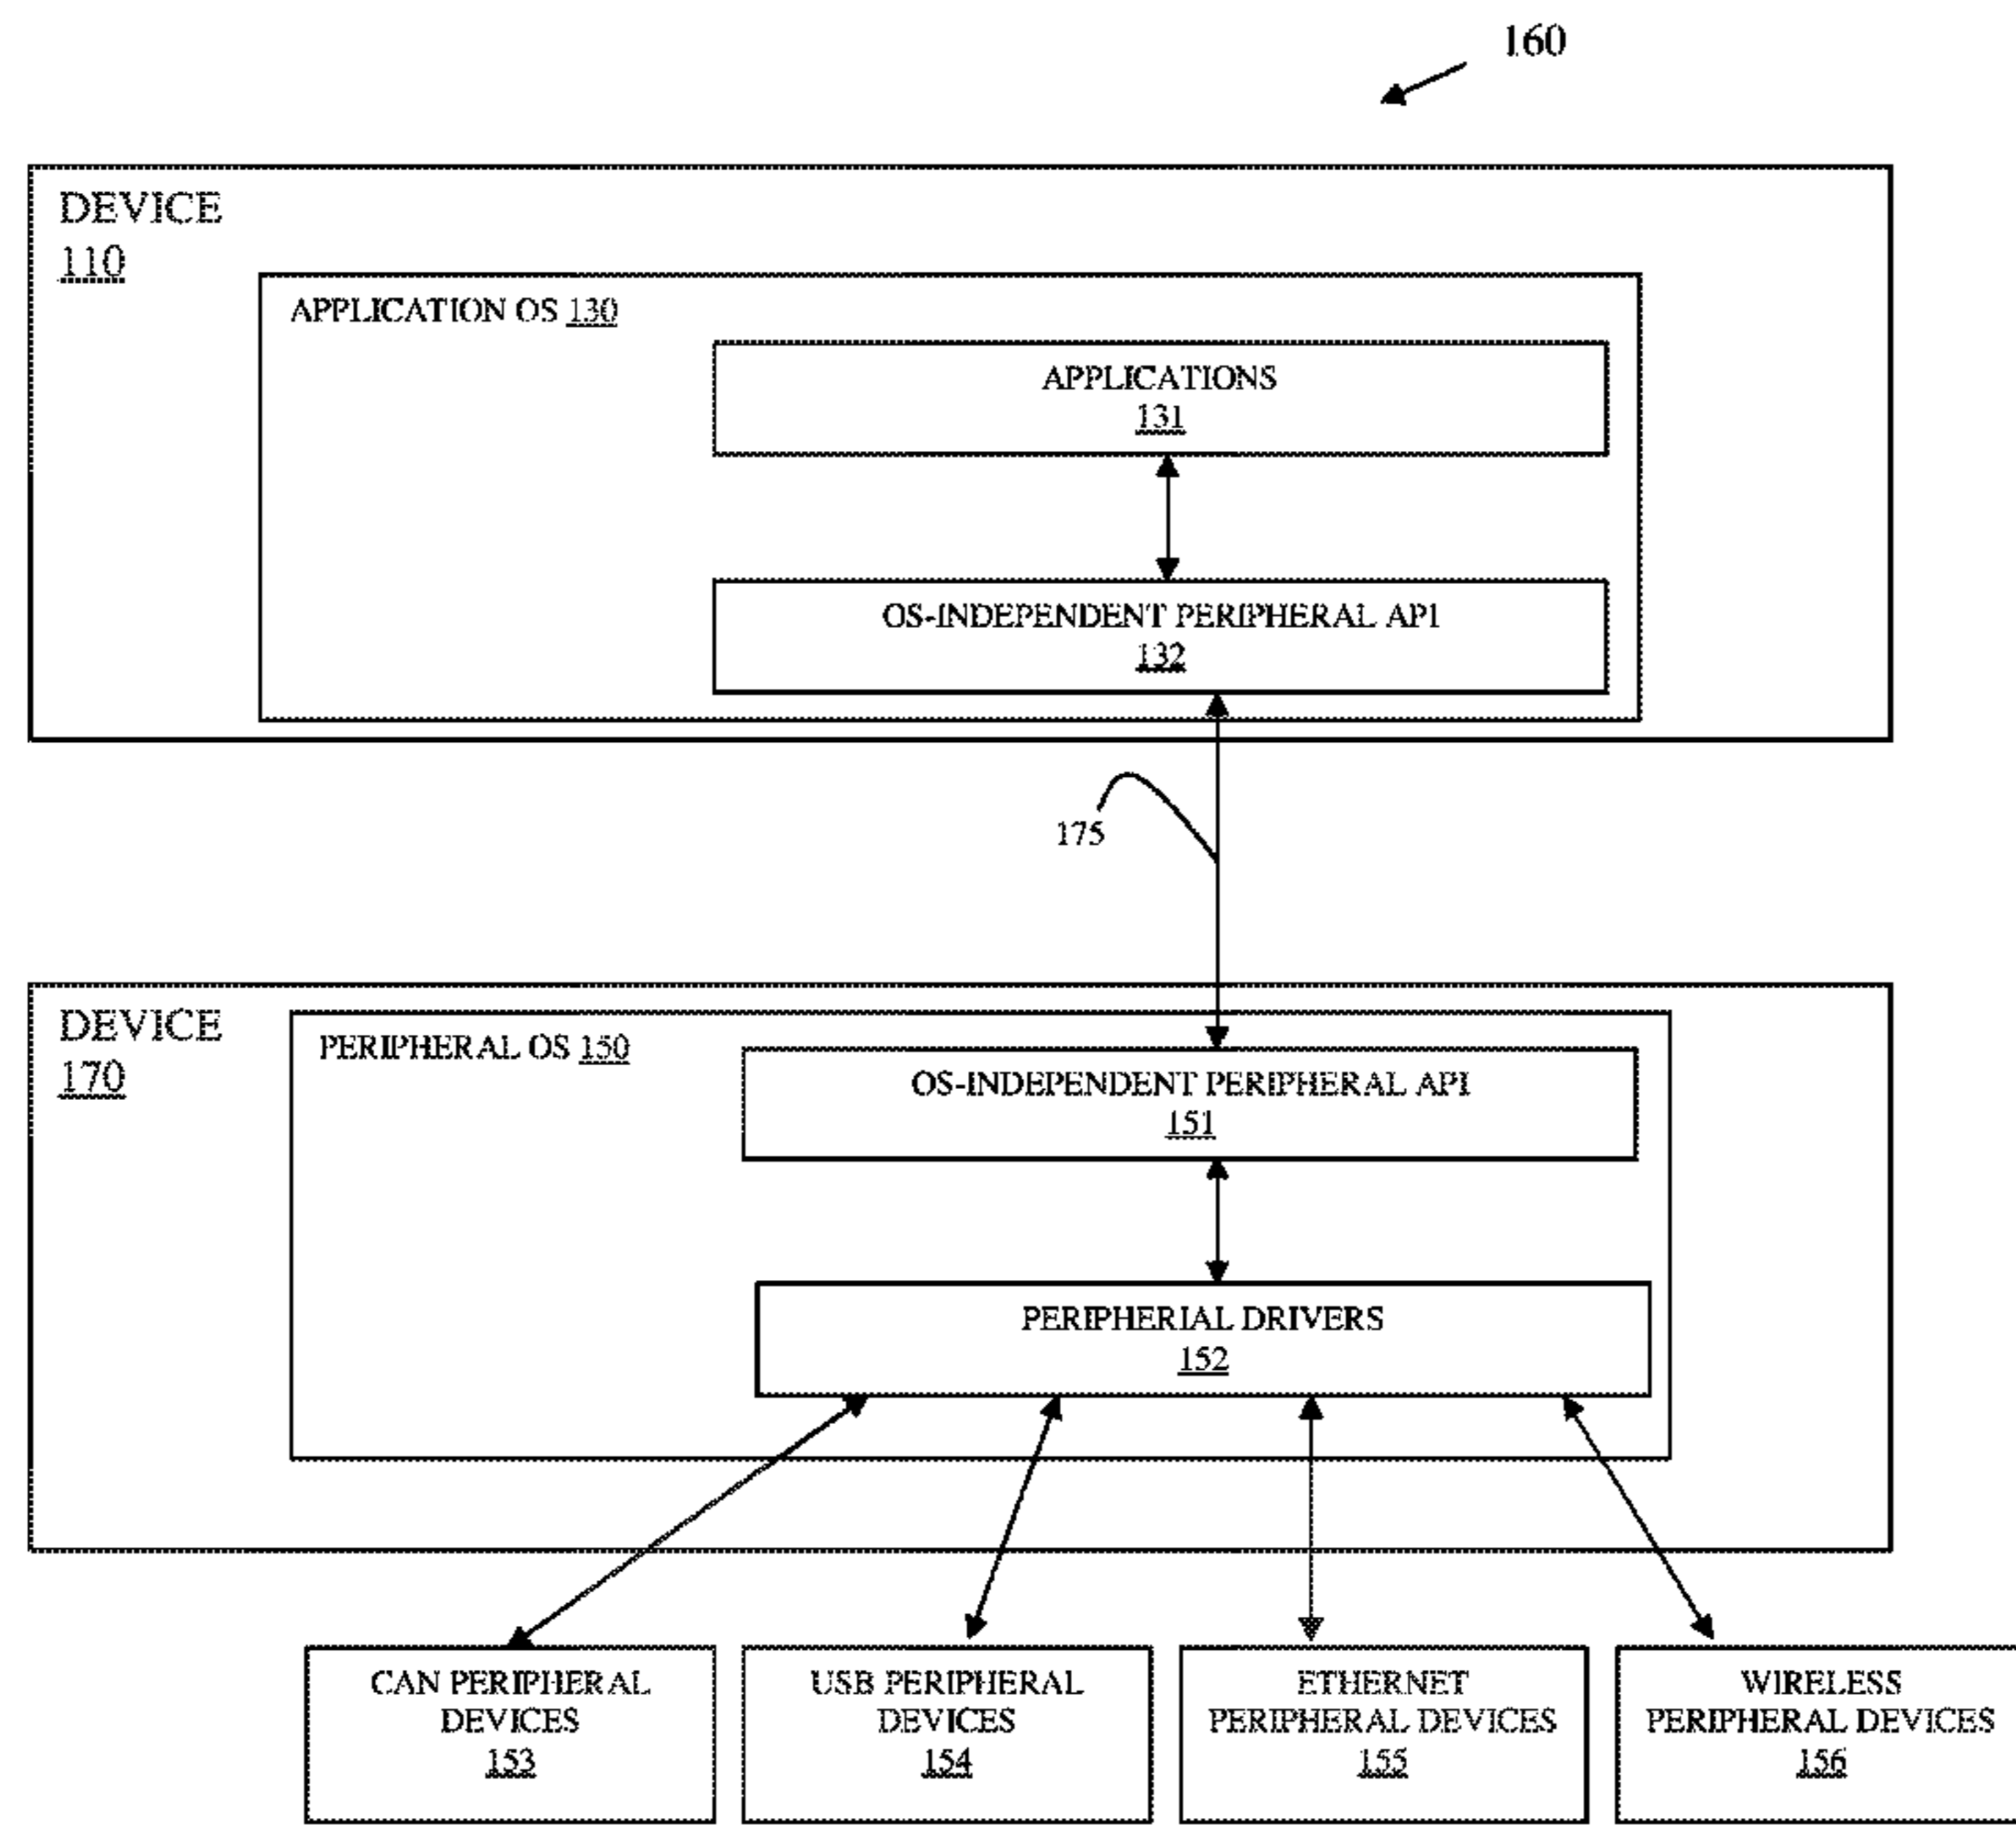 160
DEVICE
110
APPLICATION OS 130
APPLICATIONS
131
OS-INDEPENDENT PERIPHERAL API
132
175
DEVICE
170
PERIPHERAL OS 150
OS-INDEPENDENT PERIPHERAL API
151
PERIPHERIAL DRIVERS
152
CAN PERIPHERAL
DEVICES
153
USB PERIPHERAL
DEVICES
154
ETHERNET
PERIPHERAL DEVICES
155
WIRELESS
PERIPHERAL DEVICES
156